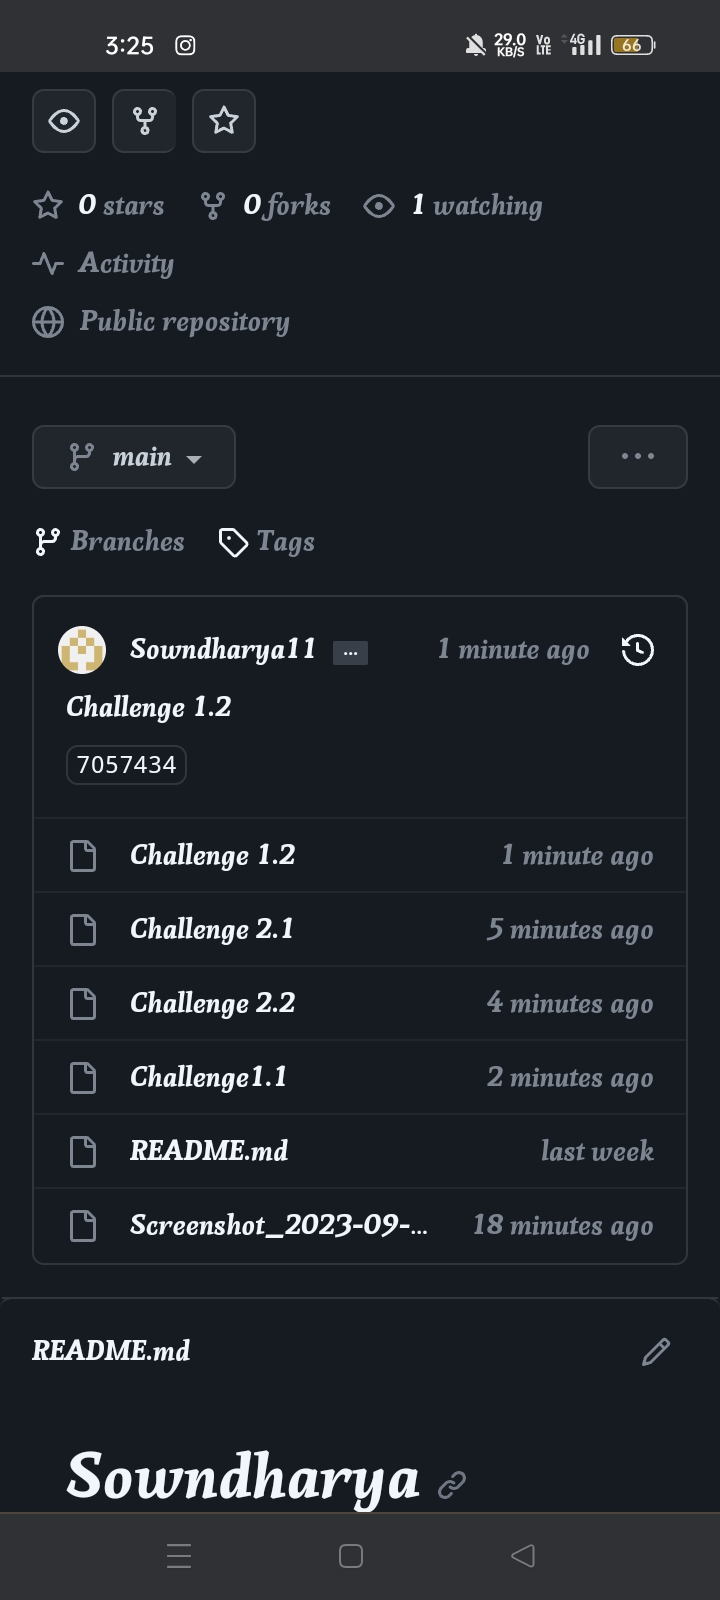 3:25 29.0 KB/S Vo LTE 4G 66
0 stars 0 forks 1 watching
Activity
Public repository
main ...
Branches Tags
Soundharya11 ... 1 minute ago
Challenge 1.2
7057434
Challenge 1.2 1 minute ago
Challenge 2.1 5 minutes ago
Challenge 2.2 4 minutes ago
Challenge1.1 2 minutes ago
README.md last week
Screenshot_2023-09-... 18 minutes ago
README.md
Sowndharya